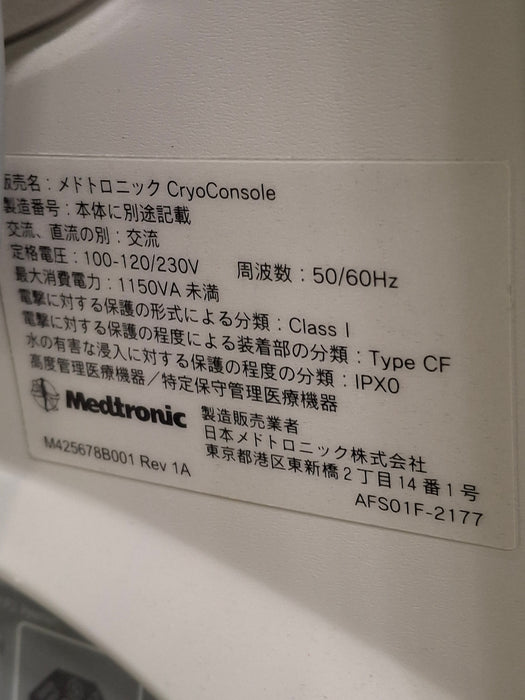 販売名：メドトロニック CryoConsole
製造番号：本体に別途記載
交流、直流の別：交流
定格電圧：100-120/230V 周波数：50/60Hz
最大消費電力：1150VA 未満
電撃に対する保護の形式による分類：Class I
電撃に対する保護の程度による装着部の分類：Type CF
水の有害な浸入に対する保護の程度の分類：IPX0
高度管理医療機器／特定保守管理医療機器
Medtronic
製造販売業者
日本メドトロニック株式会社
東京都港区東新橋2丁目14番1号
M425678B001 Rev 1A
AFS01F-2177